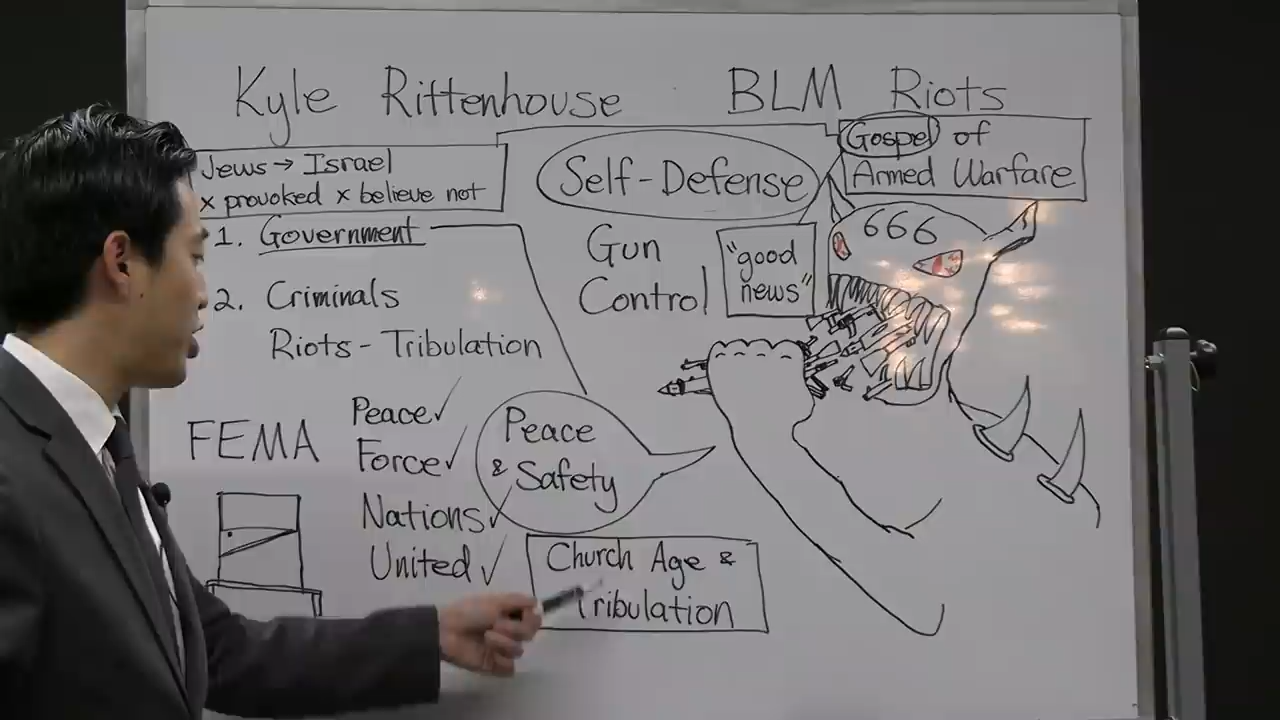 Kyle Rittenhouse BLM Riots
Jews → Israel
x provoked x believe not
Self-Defense
Gospel of
Armed Warfare
1. Government
2. Criminals
Riots - Tribulation
Gun
Control
"good
news"
666
FEMA
Peace ✓
Force ✓
Nations ✓
United ✓
Peace
& Safety
Church Age &
Tribulation